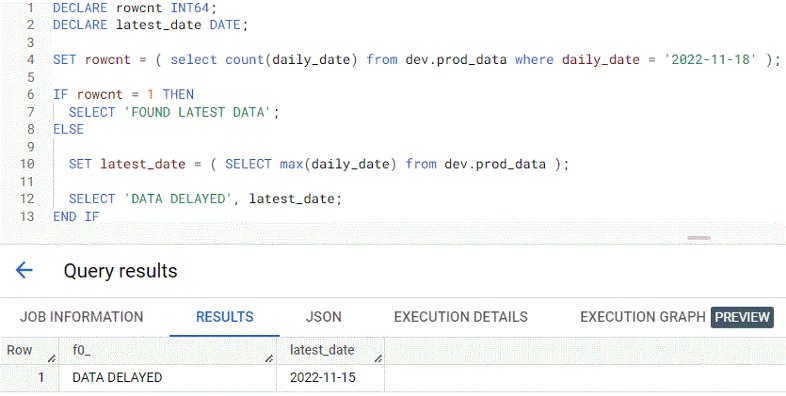 1 DECLARE rowcnt INT64;
2 DECLARE latest_date DATE;
3
4 SET rowcnt = ( select count(daily_date) from dev.prod_data where daily_date = '2022-11-18' );
5
6 IF rowcnt = 1 THEN
7 SELECT 'FOUND LATEST DATA';
8 ELSE
9
10 SET latest_date = ( SELECT max(daily_date) from dev.prod_data );
11
12 SELECT 'DATA DELAYED', latest_date;
13 END IF
Query results
JOB INFORMATION RESULTS JSON EXECUTION DETAILS EXECUTION GRAPH PREVIEW
Row f0_ latest_date
1 DATA DELAYED 2022-11-15